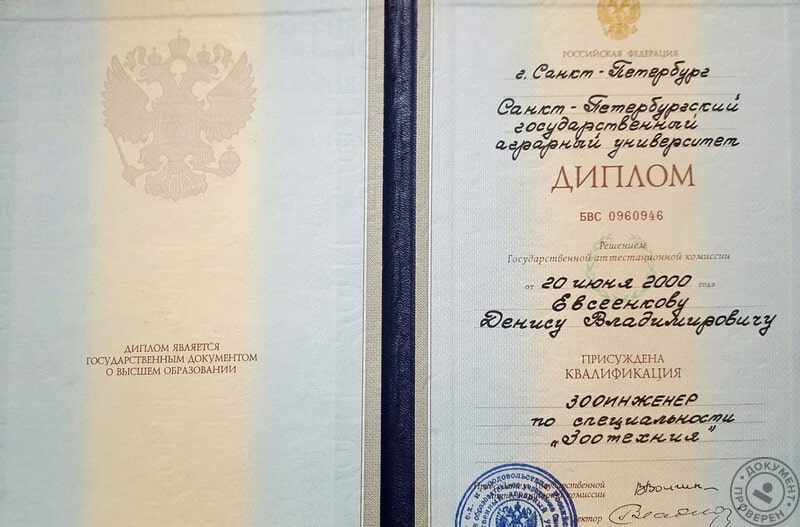 ДИПЛОМ ЯВЛЯЕТСЯ
ГОСУДАРСТВЕННЫМ ДОКУМЕНТОМ
О ВЫСШЕМ ОБРАЗОВАНИИ
РОССИЙСКАЯ ФЕДЕРАЦИЯ
г. Санкт-Петербург
Санкт-Петербургский
государственный
аграрный университет
ДИПЛОМ
БВС 0960946
Решением
Государственной аттестационной комиссии
от 20 июня 2000 года
Евсеенкову
Денису Владимировичу
ПРИСУЖДЕНА
КВАЛИФИКАЦИЯ
ЗООИНЖЕНЕР
по специальности
„Зоотехния"
Государственной
комиссии
ДОКУМЕНТ
ПРОВЕРЕН